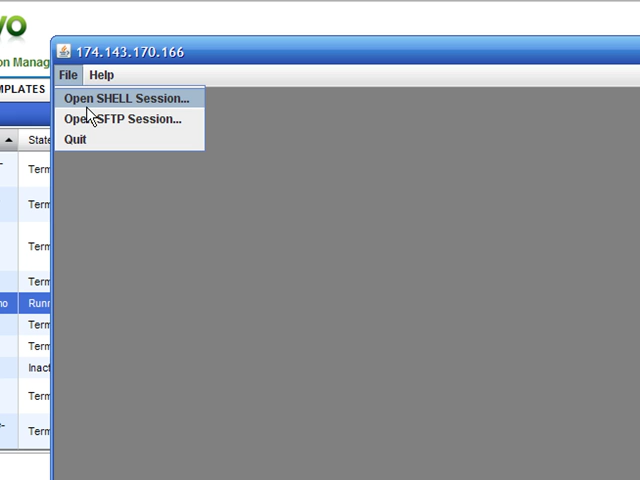 vo
on Manag
174.143.170.166
MPLATES
File Help
Open SHELL Session...
Open SFTP Session...
Quit
State
Term
Term
Term
Term
no Runn
Term
Term
Inact
Term
Term